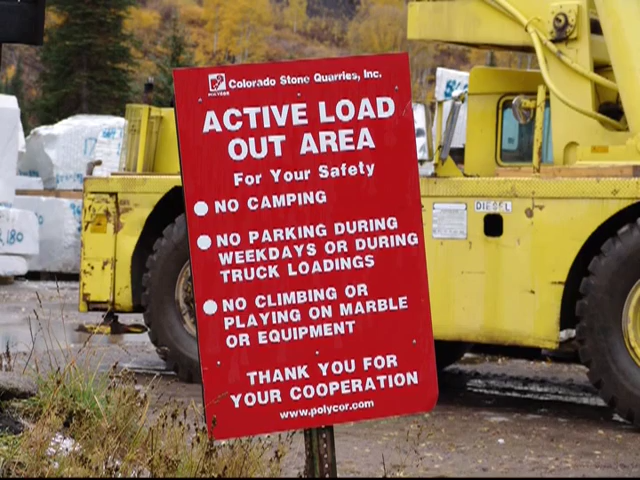 Colorado Stone Quarries, Inc.
POLYCOR
ACTIVE LOAD
OUT AREA
For Your Safety
NO CAMPING
NO PARKING DURING
WEEKDAYS OR DURING
TRUCK LOADINGS
NO CLIMBING OR
PLAYING ON MARBLE
OR EQUIPMENT
THANK YOU FOR
YOUR COOPERATION
www.polycor.com
DIESEL